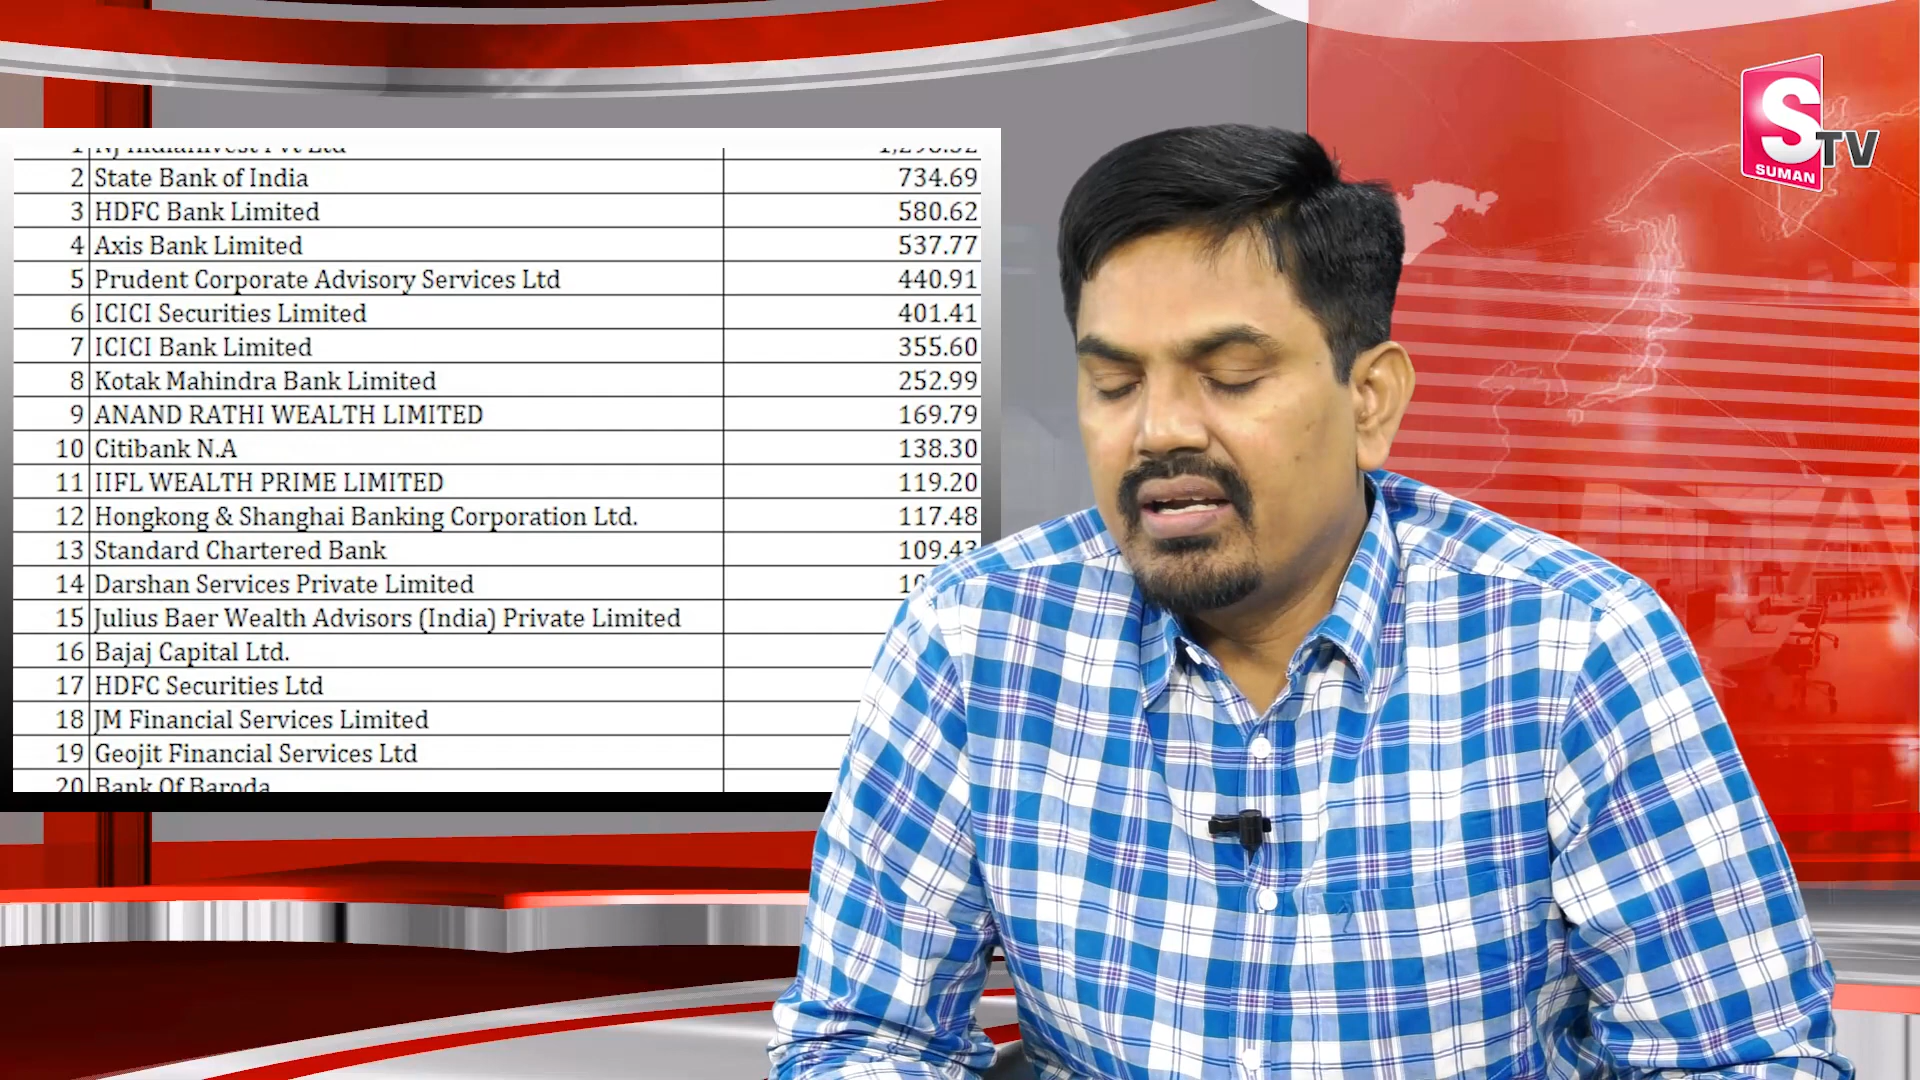 1 NJ IndiaInvest Pvt Ltd
2 State Bank of India 734.69
3 HDFC Bank Limited 580.62
4 Axis Bank Limited 537.77
5 Prudent Corporate Advisory Services Ltd 440.91
6 ICICI Securities Limited 401.41
7 ICICI Bank Limited 355.60
8 Kotak Mahindra Bank Limited 252.99
9 ANAND RATHI WEALTH LIMITED 169.79
10 Citibank N.A 138.30
11 IIFL WEALTH PRIME LIMITED 119.20
12 Hongkong & Shanghai Banking Corporation Ltd. 117.48
13 Standard Chartered Bank 109.43
14 Darshan Services Private Limited
15 Julius Baer Wealth Advisors (India) Private Limited
16 Bajaj Capital Ltd.
17 HDFC Securities Ltd
18 JM Financial Services Limited
19 Geojit Financial Services Ltd
20 Bank Of Baroda
S TV
SUMAN